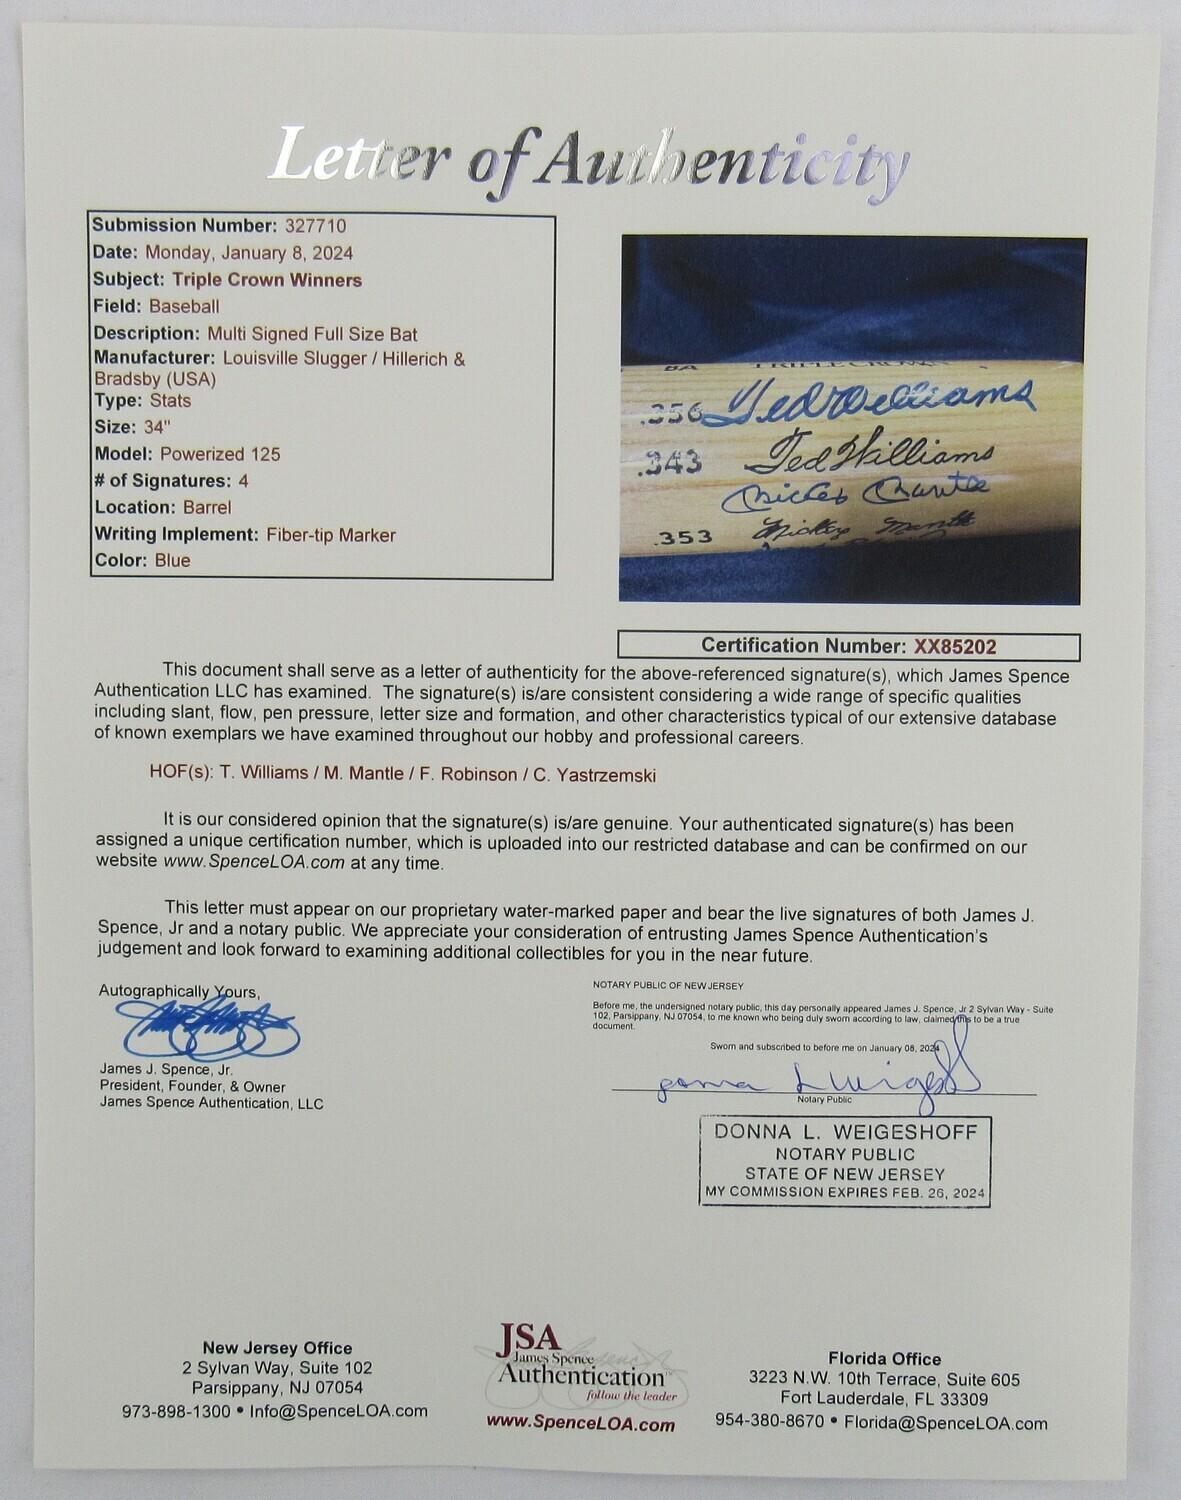 Letter of Authenticity
Submission Number: 327710
Date: Monday, January 8, 2024
Subject: Triple Crown Winners
Field: Baseball
Description: Multi Signed Full Size Bat
Manufacturer: Louisville Slugger / Hillerich &
Bradsby (USA)
Type: Stats
Size: 34"
Model: Powerized 125
# of Signatures: 4
Location: Barrel
Writing Implement: Fiber-tip Marker
Color: Blue
BA TRIPLE CROWN
.356 Ted Williams
.343 Ted Williams
Mickey Mantle
.353 Mickey Mantle
Certification Number: XX85202
This document shall serve as a letter of authenticity for the above-referenced signature(s), which James Spence
Authentication LLC has examined. The signature(s) is/are consistent considering a wide range of specific qualities
including slant, flow, pen pressure, letter size and formation, and other characteristics typical of our extensive database
of known exemplars we have examined throughout our hobby and professional careers.
HOF(s): T. Williams / M. Mantle / F. Robinson / C. Yastrzemski
It is our considered opinion that the signature(s) is/are genuine. Your authenticated signature(s) has been
assigned a unique certification number, which is uploaded into our restricted database and can be confirmed on our
website www.SpenceLOA.com at any time.
This letter must appear on our proprietary water-marked paper and bear the live signatures of both James J.
Spence, Jr and a notary public. We appreciate your consideration of entrusting James Spence Authentication's
judgement and look forward to examining additional collectibles for you in the near future.
Autographically Yours,
James J. Spence, Jr.
President, Founder, & Owner
James Spence Authentication, LLC
NOTARY PUBLIC OF NEW JERSEY
Before me, the undersigned notary public, this day personally appeared James J. Spence, Jr 2 Sylvan Way - Suite
102, Parsippany, NJ 07054, to me known who being duly sworn according to law, claimed this to be a true
document.
Sworn and subscribed to before me on January 08, 2024
Donna L Weigeshoff
Notary Public
DONNA L. WEIGESHOFF
NOTARY PUBLIC
STATE OF NEW JERSEY
MY COMMISSION EXPIRES FEB. 26, 2024
New Jersey Office
2 Sylvan Way, Suite 102
Parsippany, NJ 07054
973-898-1300 • Info@SpenceLOA.com
JSA
James Spence
Authentication™
follow the leader
www.SpenceLOA.com
Florida Office
3223 N.W. 10th Terrace, Suite 605
Fort Lauderdale, FL 33309
954-380-8670 • Florida@SpenceLOA.com